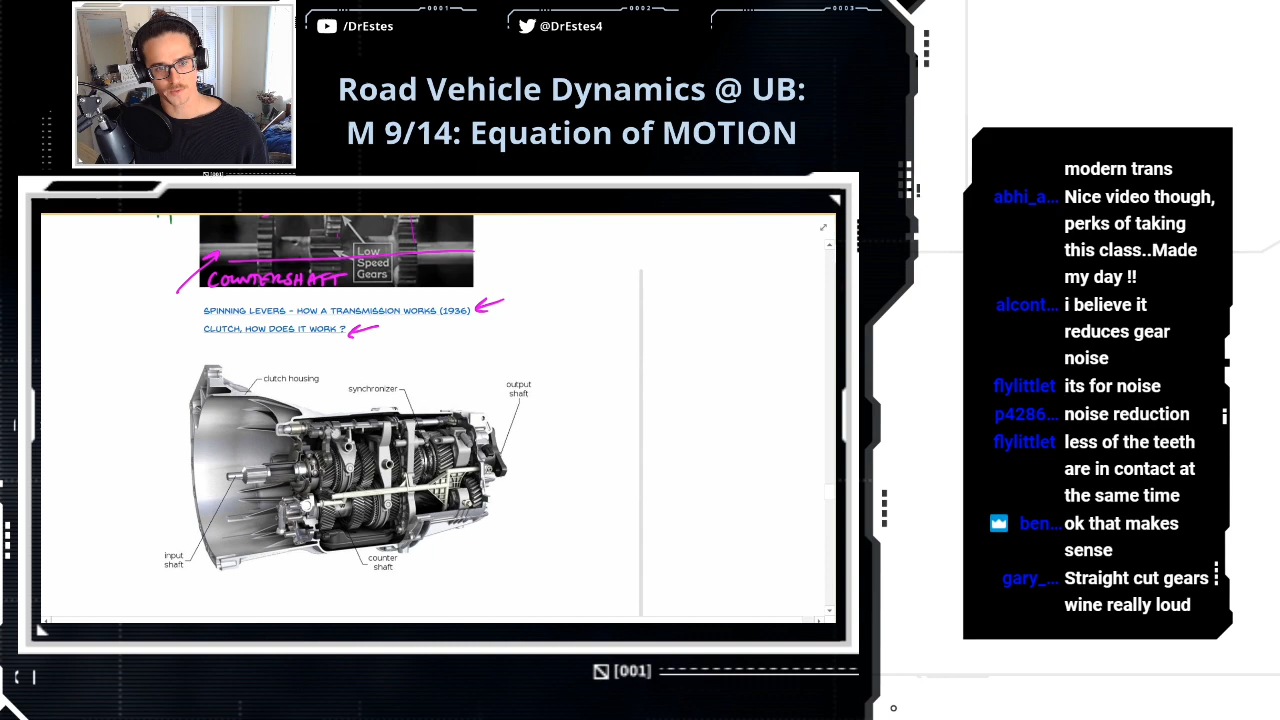 0001
0002
0003
/DrEstes
@DrEstes4
Road Vehicle Dynamics @ UB:
M 9/14: Equation of MOTION
[001]
Low
Speed
Gears
COUNTERSHAFT
SPINNING LEVERS - HOW A TRANSMISSION WORKS (1936)
CLUTCH, HOW DOES IT WORK ?
clutch housing
synchronizer
output
shaft
input
shaft
counter
shaft
[001]
modern trans
abhi_a... Nice video though,
perks of taking
this class..Made
my day !!
alcont... i believe it
reduces gear
noise
flylittlet its for noise
p4286... noise reduction
flylittlet less of the teeth
are in contact at
the same time
ben... ok that makes
sense
gary_... Straight cut gears
wine really loud